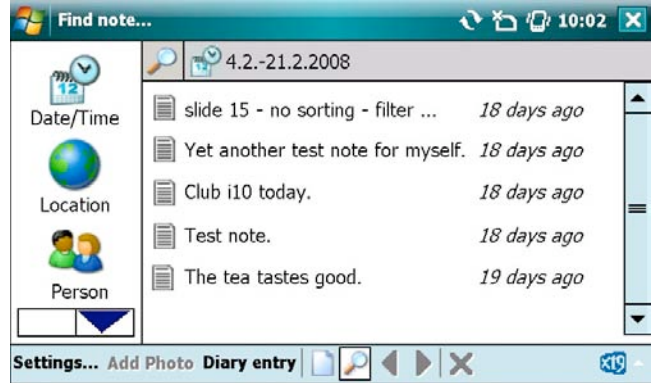 Find note... 10:02
4.2.-21.2.2008
12
Date/Time
Location
Person
slide 15 - no sorting - filter ... 18 days ago
Yet another test note for myself. 18 days ago
Club i10 today. 18 days ago
Test note. 18 days ago
The tea tastes good. 19 days ago
Settings... Add Photo Diary entry x19